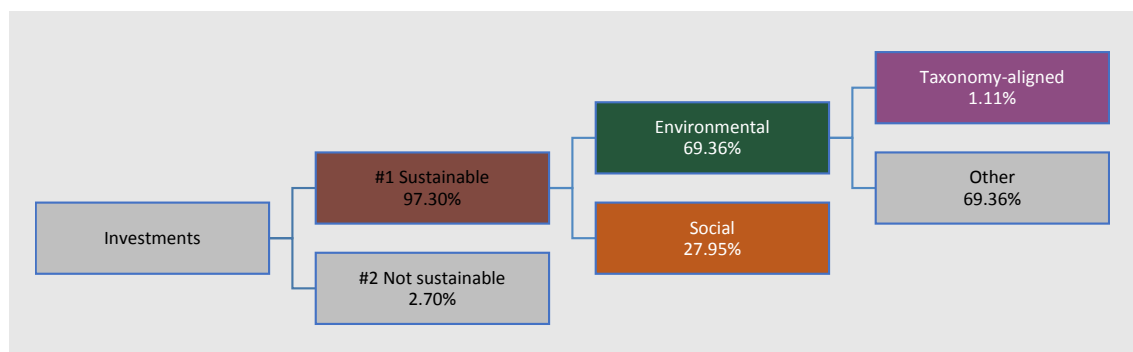 Investments
#1 Sustainable
97.30%
#2 Not sustainable
2.70%
Environmental
69.36%
Social
27.95%
Taxonomy-aligned
1.11%
Other
69.36%